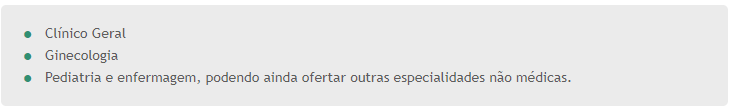 Clínico Geral
Ginecologia
Pediatria e enfermagem, podendo ainda ofertar outras especialidades não médicas.